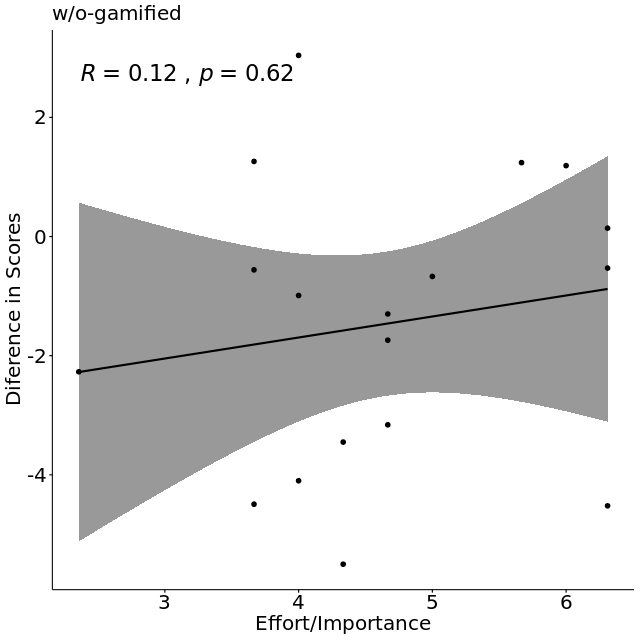 w/o-gamified
R = 0.12 , p = 0.62
2
0
-2
-4
Diference in Scores
3 4 5 6
Effort/Importance